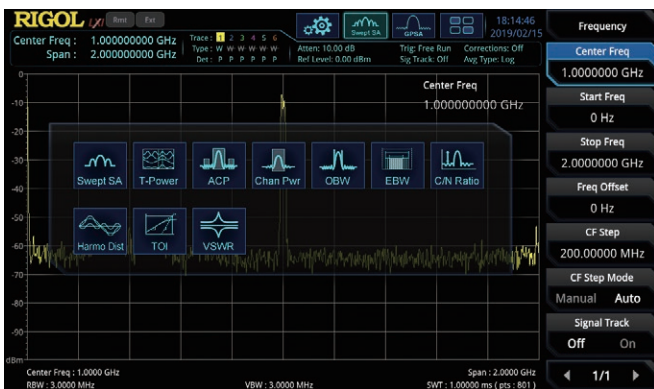 RIGOL LXI Rmt Ext
Swept SA
GPSA
18:14:46
2019/02/15
Center Freq : 1.000000000 GHz
Span : 2.000000000 GHz
Trace : 1 2 3 4 5 6
Type : W W W W W W
Det : P P P P P P
Atten: 10.00 dB
Ref Level: 0.00 dBm
Trig: Free Run
Sig Track: Off
Corrections: Off
Avg Type: Log
0
-10
-20
-30
-40
-50
-60
-70
-80
-90
dBm
Center Freq
1.000000000 GHz
Swept SA
T-Power
ACP
Chan Pwr
OBW
EBW
C/N Ratio
Harmo Dist
TOI
VSWR
Center Freq : 1.0000 GHz
RBW : 3.0000 MHz
VBW : 3.0000 MHz
Span : 2.0000 GHz
SWT : 1.00000 ms ( pts : 801 )
Frequency
Center Freq
1.0000000 GHz
Start Freq
0 Hz
Stop Freq
2.0000000 GHz
Freq Offset
0 Hz
CF Step
200.00000 MHz
CF Step Mode
Manual Auto
Signal Track
Off On
1/1